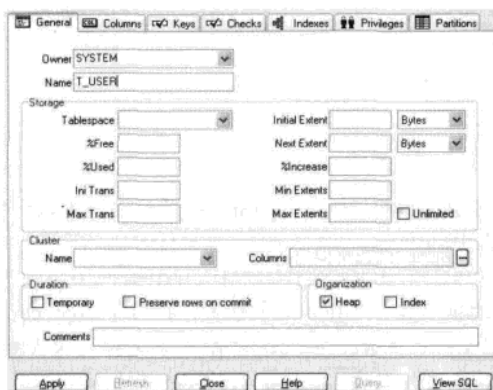 General Columns Keys Checks Indexes Privileges Partitions
Owner SYSTEM
Name T_USER
Storage
Tablespace Initial Extent Bytes
%Free Next Extent Bytes
%Used %Increase
Ini Trans Min Extents
Max Trans Max Extents Unlimited
Cluster
Name Columns
Duration Organization
Temporary Preserve rows on commit Heap Index
Comments
Apply Refresh Close Help Query... View SQL